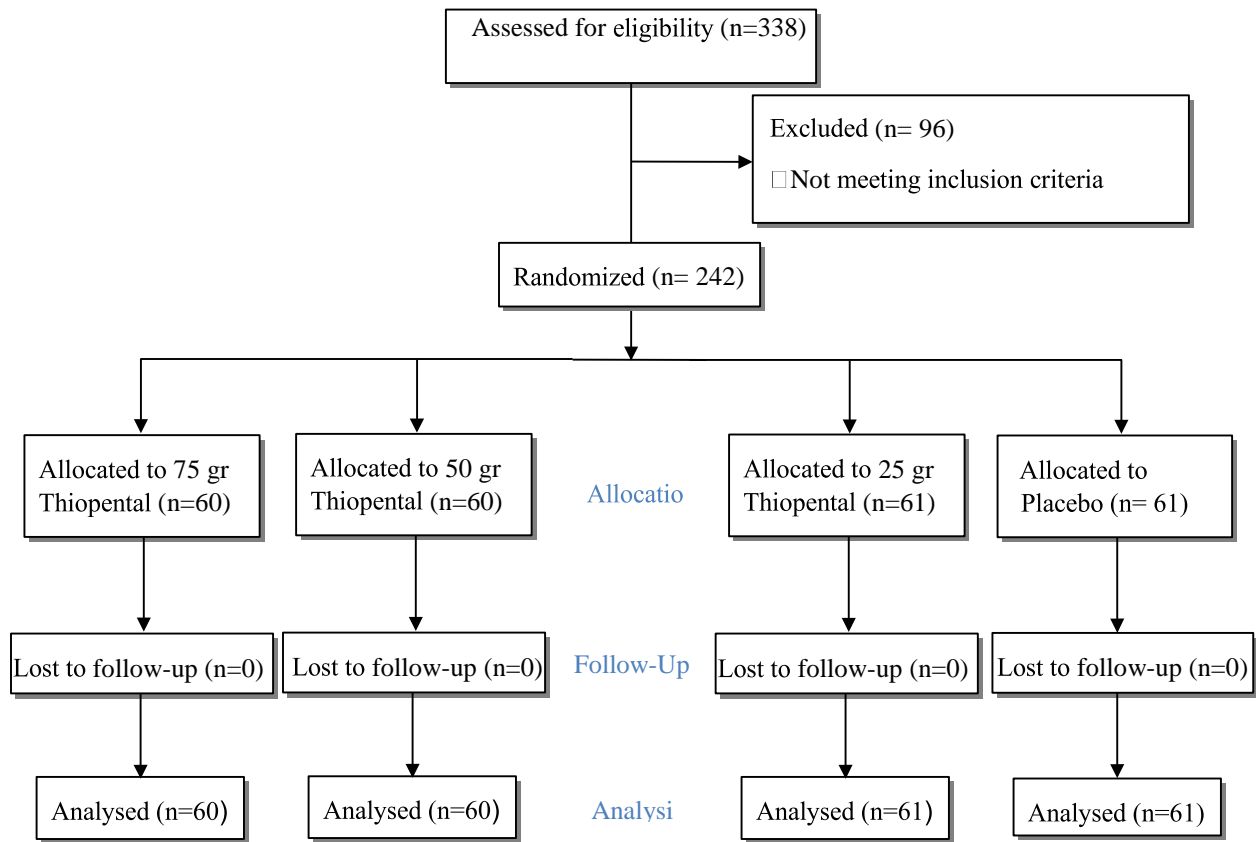 Assessed for eligibility (n=338)
Excluded (n= 96)
□Not meeting inclusion criteria
Randomized (n= 242)
Allocated to 75 gr
Thiopental (n=60)
Allocated to 50 gr
Thiopental (n=60)
Allocatio
Allocated to 25 gr
Thiopental (n=61)
Allocated to
Placebo (n= 61)
Lost to follow-up (n=0)
Lost to follow-up (n=0)
Follow-Up
Lost to follow-up (n=0)
Lost to follow-up (n=0)
Analysed (n=60)
Analysed (n=60)
Analysi
Analysed (n=61)
Analysed (n=61)